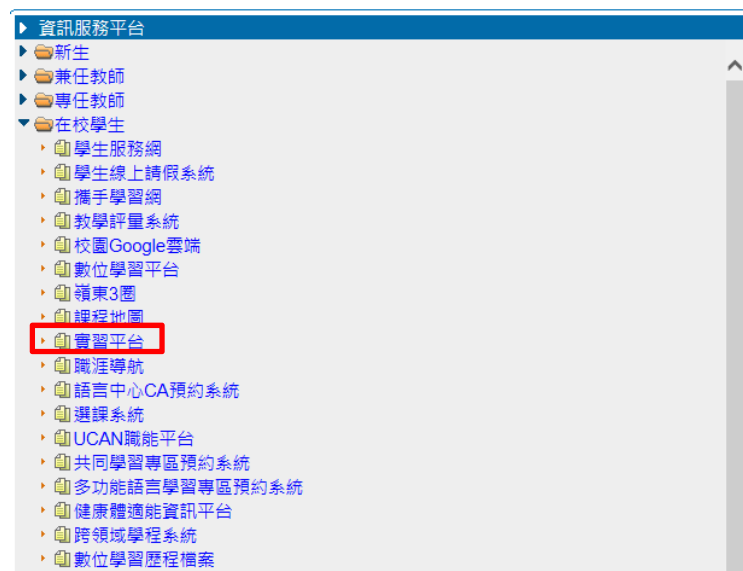 資訊服務平台
新生
兼任教師
專任教師
在校學生
學生服務網
學生線上請假系統
攜手學習網
教學評量系統
校園Google雲端
數位學習平台
嶺東3圈
課程地圖
實習平台
職涯導航
語言中心CA預約系統
選課系統
UCAN職能平台
共同學習專區預約系統
多功能語言學習專區預約系統
健康體適能資訊平台
跨領域學程系統
數位學習歷程檔案